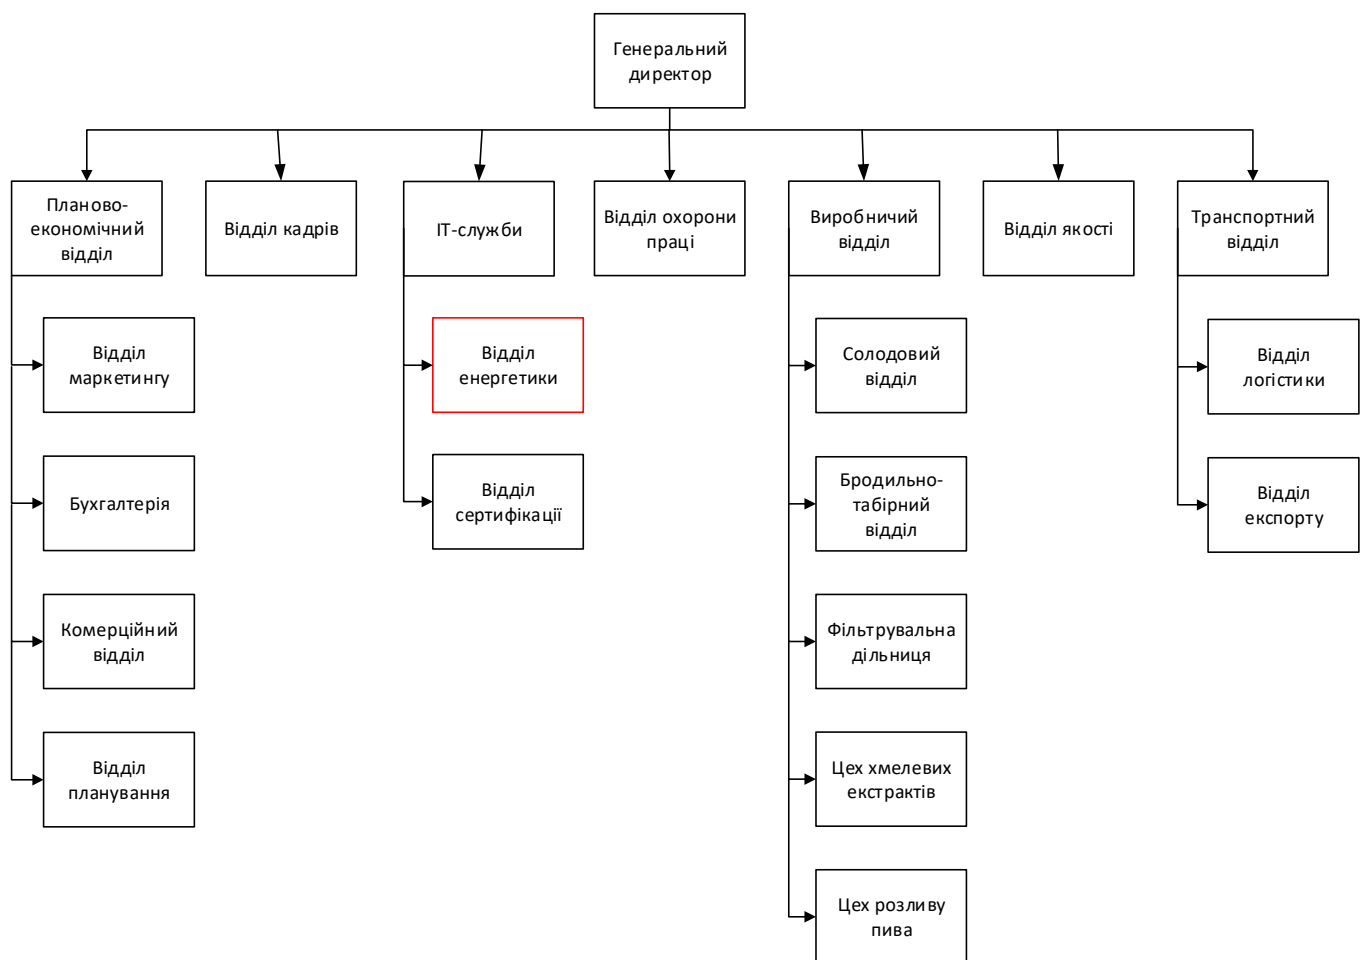 Генеральний
директор
Планово-
економічний
відділ
Відділ кадрів
ІТ-служби
Відділ охорони
праці
Виробничий
відділ
Відділ якості
Транспортний
відділ
Відділ
маркетингу
Бухгалтерія
Комерційний
відділ
Відділ
планування
Відділ
енергетики
Відділ
сертифікації
Солодовий
відділ
Бродильно-
табірний
відділ
Фільтрувальна
дільниця
Цех хмелевих
екстрактів
Цех розливу
пива
Відділ
логістики
Відділ
експорту